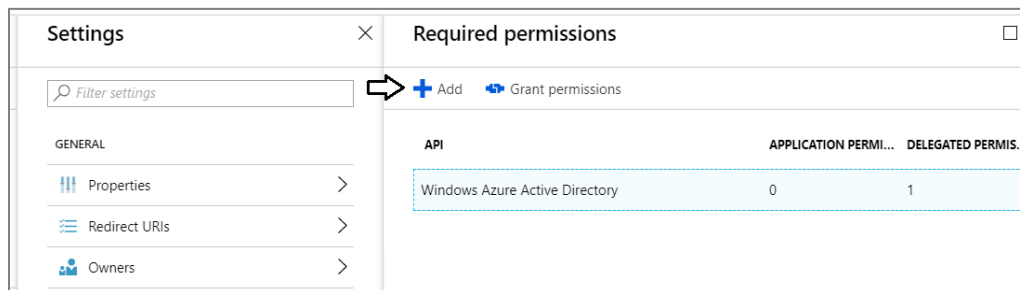 Settings
Filter settings
GENERAL
Properties
Redirect URIs
Owners
Required permissions
Add Grant permissions
API APPLICATION PERMI... DELEGATED PERMIS.
Windows Azure Active Directory 0 1